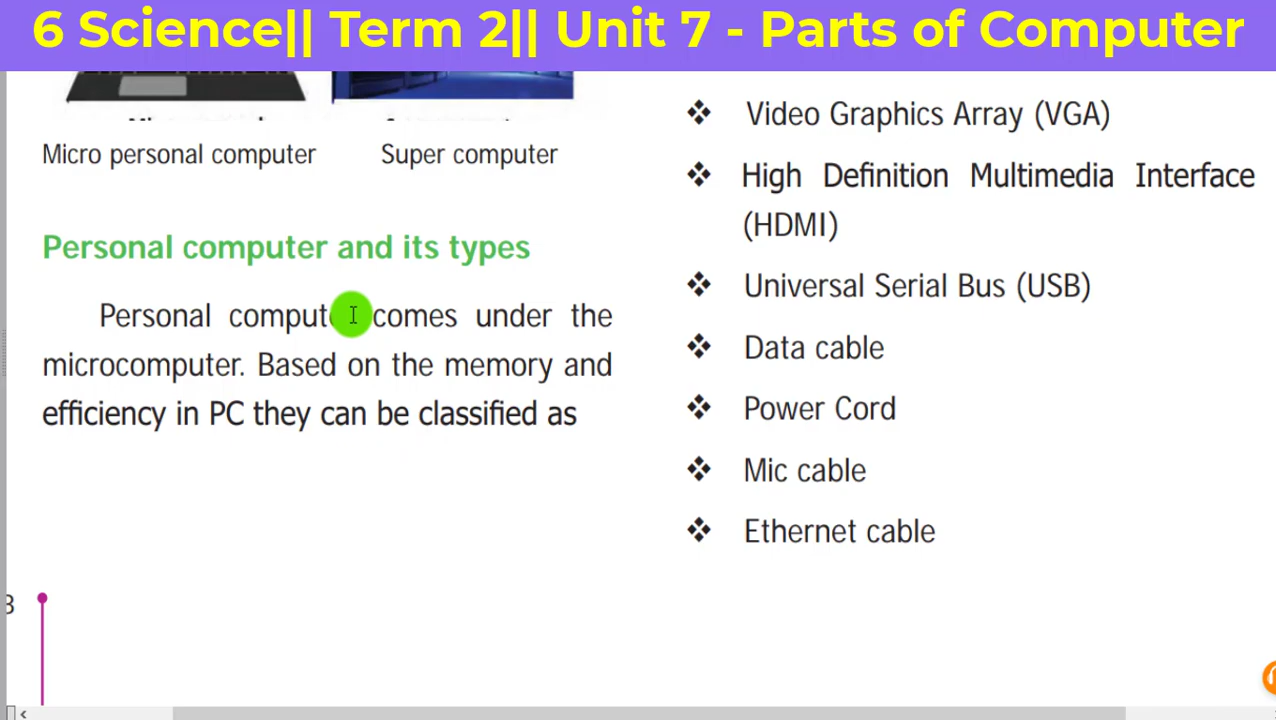 6 Science|| Term 2|| Unit 7 - Parts of Computer
Micro personal computer
Super computer
Personal computer and its types
Personal computer comes under the
microcomputer. Based on the memory and
efficiency in PC they can be classified as
❖ Video Graphics Array (VGA)
❖ High Definition Multimedia Interface
(HDMI)
❖ Universal Serial Bus (USB)
❖ Data cable
❖ Power Cord
❖ Mic cable
❖ Ethernet cable